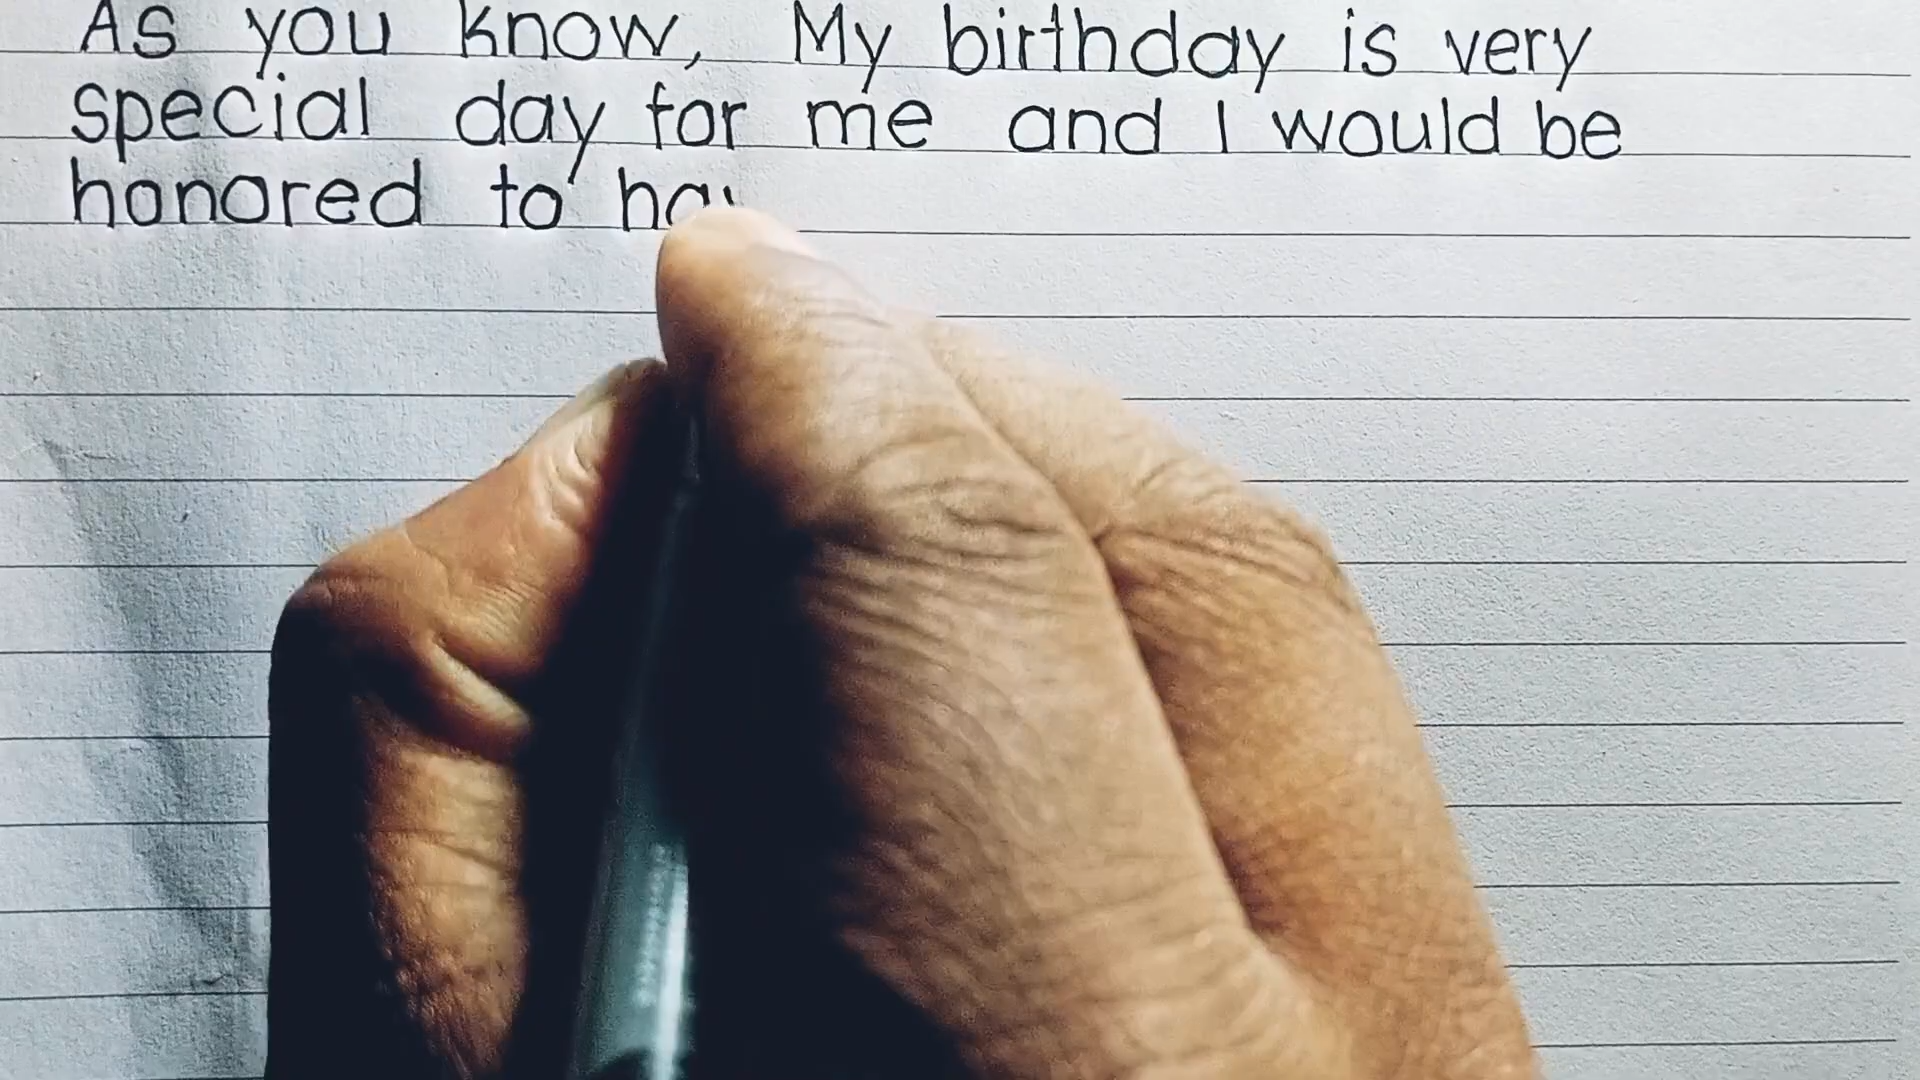 As you know, My birthday is very
special day for me and I would be
honored to